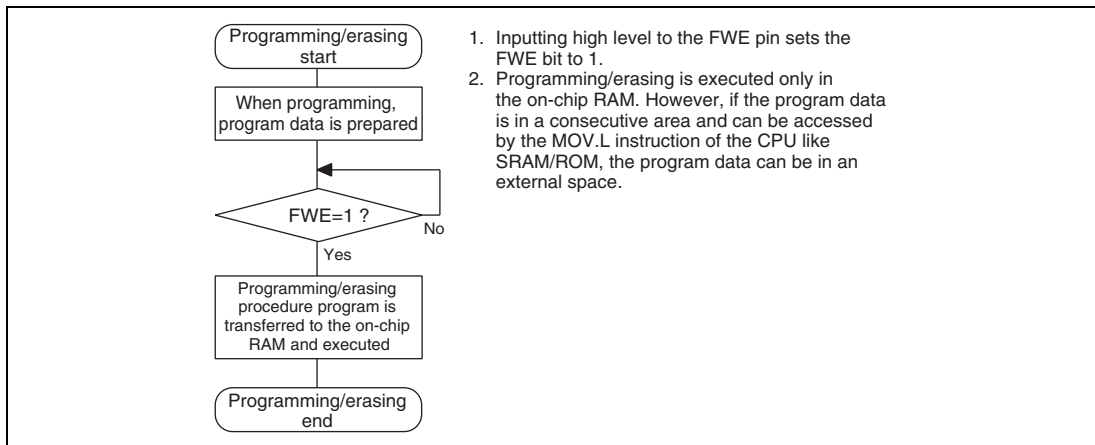 Programming/erasing
start
When programming,
program data is prepared
FWE=1 ?
No
Yes
Programming/erasing
procedure program is
transferred to the on-chip
RAM and executed
Programming/erasing
end
1. Inputting high level to the FWE pin sets the
FWE bit to 1.
2. Programming/erasing is executed only in
the on-chip RAM. However, if the program data
is in a consecutive area and can be accessed
by the MOV.L instruction of the CPU like
SRAM/ROM, the program data can be in an
external space.